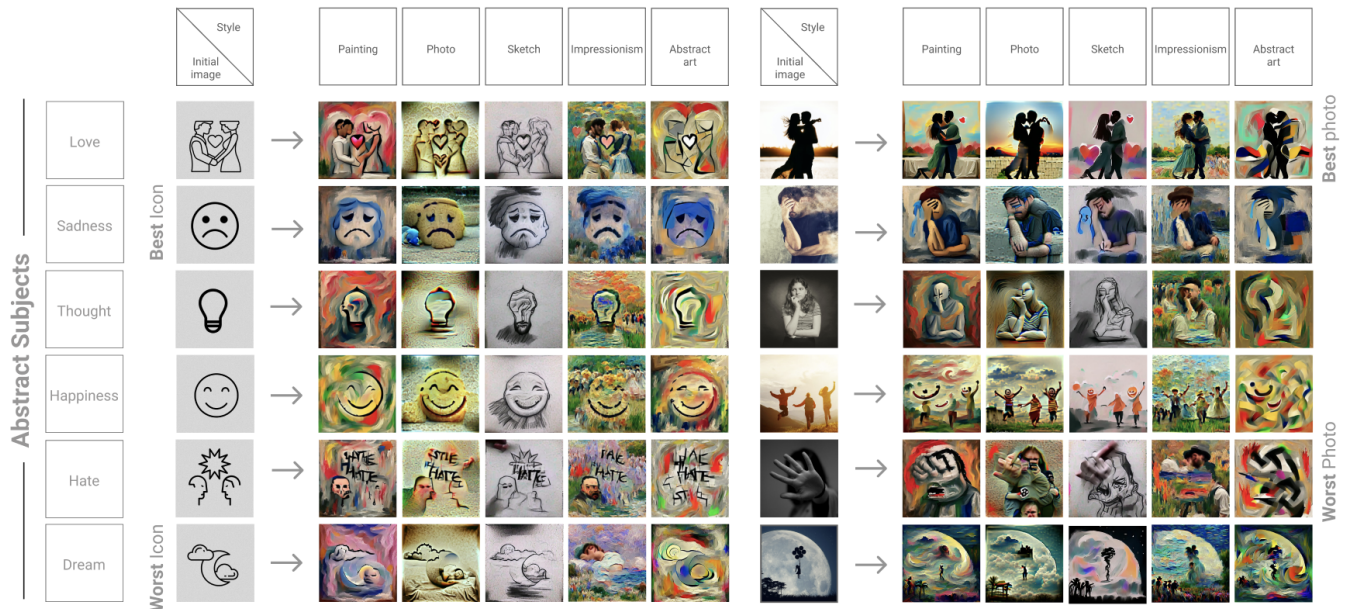 Style
Initial
image
Painting
Photo
Sketch
Impressionism
Abstract
art
Style
Initial
image
Painting
Photo
Sketch
Impressionism
Abstract
art
Abstract Subjects
Love
Sadness
Thought
Happiness
Hate
Dream
Best Icon
Worst Icon
Best photo
Worst Photo
HATE